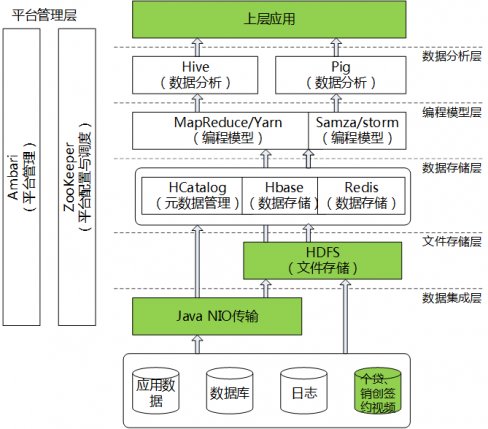 平台管理层
上层应用
数据分析层
Hive
（数据分析）
Pig
（数据分析）
编程模型层
MapReduce/Yarn
（编程模型）
Samza/storm
（编程模型）
数据存储层
HCatalog
（元数据管理）
Hbase
（数据存储）
Redis
（数据存储）
文件存储层
HDFS
（文件存储）
数据集成层
Java NIO传输
应用数
据
数据库
日志
个贷、
销创签
约视频
Ambari
（平台管理）
ZooKeeper
（平台配置与调度）